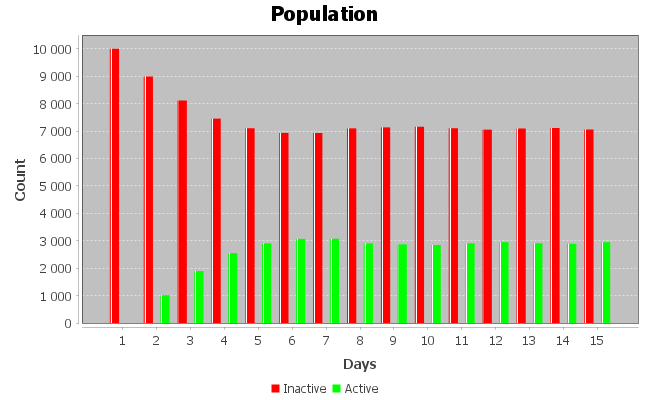 Population
10 000
9 000
8 000
7 000
6 000
5 000
4 000
3 000
2 000
1 000
0
Count
1 2 3 4 5 6 7 8 9 10 11 12 13 14 15
Days
Inactive Active